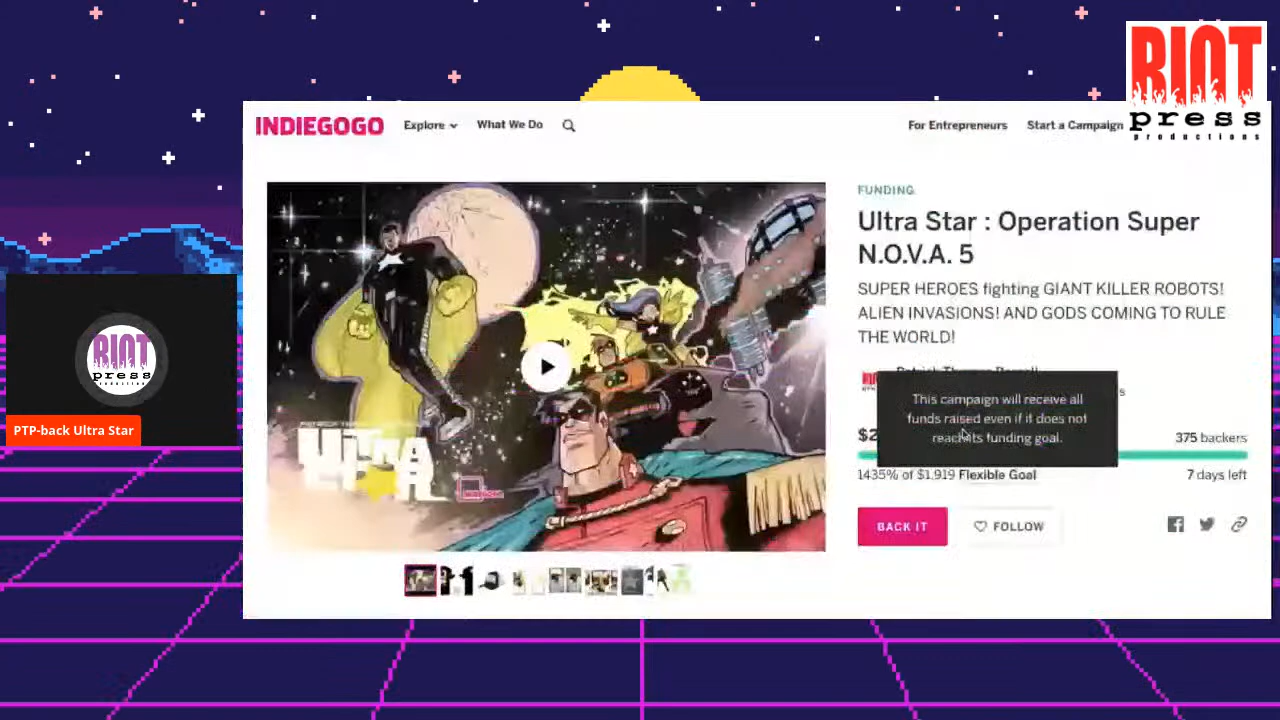 RIOT
press
productions
INDIEGOGO
Explore
What We Do
For Entrepreneurs
Start a Campaign
FUNDING
Ultra Star : Operation Super
N.O.V.A. 5
SUPER HEROES fighting GIANT KILLER ROBOTS!
ALIEN INVASIONS! AND GODS COMING TO RULE
THE WORLD!
This campaign will receive all
funds raised even if it does not
reach its funding goal.
375 backers
1435% of $1,919 Flexible Goal
7 days left
BACK IT
FOLLOW
ULTRA
RIOT
press
PTP-back Ultra Star